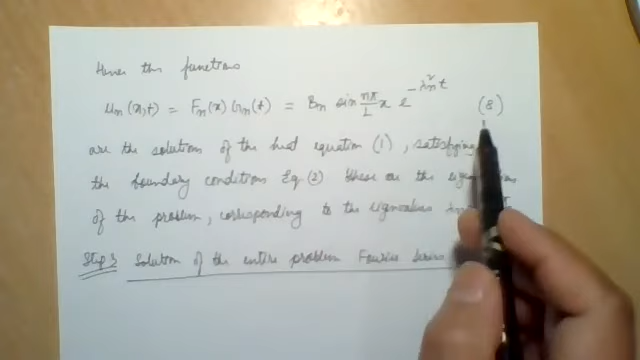 Hence the functions
uₙ(x,t) = Fₙ(x) Gₙ(t) = Bₙ sin nπ/L x e^-λₙ²t (8)
are the solutions of the heat equation (1), satisfying
the boundary conditions Eq.(2) These are the
of the problem, corresponding to the eigenvalues
Step 3 Solution of the entire problem Fourier Series